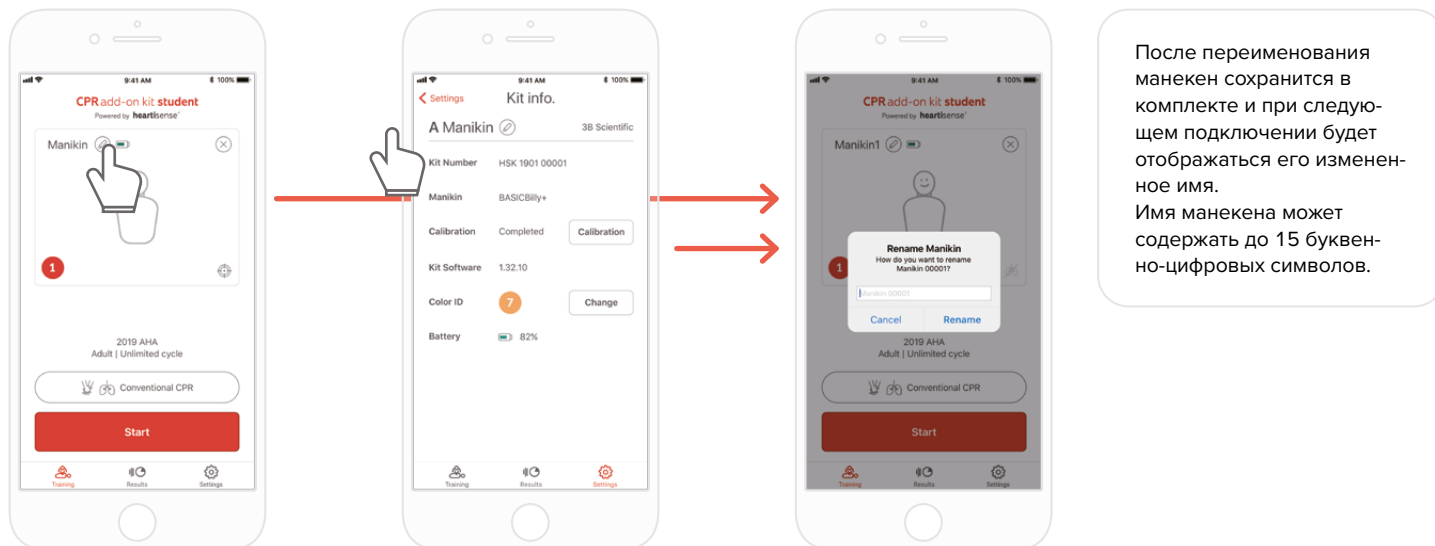 9:41 AM
100%
CPR add-on kit student
Powered by heartisense
Manikin
1
2019 AHA
Adult | Unlimited cycle
Conventional CPR
Start
Training
Results
Settings
9:41 AM
100%
Settings
Kit info.
A Manikin
3B Scientific
Kit Number HSK 1901 00001
Manikin BASICBilly+
Calibration Completed Calibration
Kit Software 1.32.10
Color ID 7 Change
Battery 82%
Training
Results
Settings
9:41 AM
100%
CPR add-on kit student
Powered by heartisense
Manikin1
1
Rename Manikin
How do you want to rename
Manikin 00001?
Manikin 00001
Cancel Rename
2019 AHA
Adult | Unlimited cycle
Conventional CPR
Start
Training
Results
Settings
После переименования
манекен сохранится в
комплекте и при следую-
щем подключении будет
отображаться его изменен-
ное имя.
Имя манекена может
содержать до 15 буквен-
но-цифровых символов.